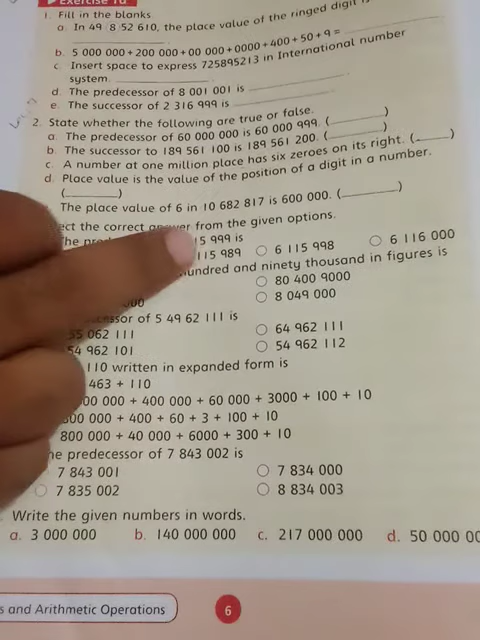 Exercise 1a
1. Fill in the blanks
a. In 49 8 52 610, the place value of the ringed digit
b. 5 000 000 + 200 000 + 00 000 + 0000 + 400 + 50 + 9 =
c. Insert space to express 725895213 in International number
system.
d. The predecessor of 8 001 001 is
e. The successor of 2 316 999 is
2. State whether the following are true or false.
a. The predecessor of 60 000 000 is 60 000 999. ( )
b. The successor to 189 561 100 is 189 561 200. ( )
c. A number at one million place has six zeroes on its right. ( )
d. Place value is the value of the position of a digit in a number.
( )
The place value of 6 in 10 682 817 is 600 000. ( )
ect the correct answer from the given options.
he 15 999 is
115 989 6 115 998 6 116 000
undred and ninety thousand in figures is
80 400 9000
8 049 000
ssor of 5 49 62 111 is
55 062 111 64 962 111
54 962 101 54 962 112
110 written in expanded form is
463 + 110
00 000 + 400 000 + 60 000 + 3000 + 100 + 10
00 000 + 400 + 60 + 3 + 100 + 10
800 000 + 40 000 + 6000 + 300 + 10
he predecessor of 7 843 002 is
7 843 001 7 834 000
7 835 002 8 834 003
Write the given numbers in words.
a. 3 000 000 b. 140 000 000 c. 217 000 000 d. 50 000 00
s and Arithmetic Operations 6